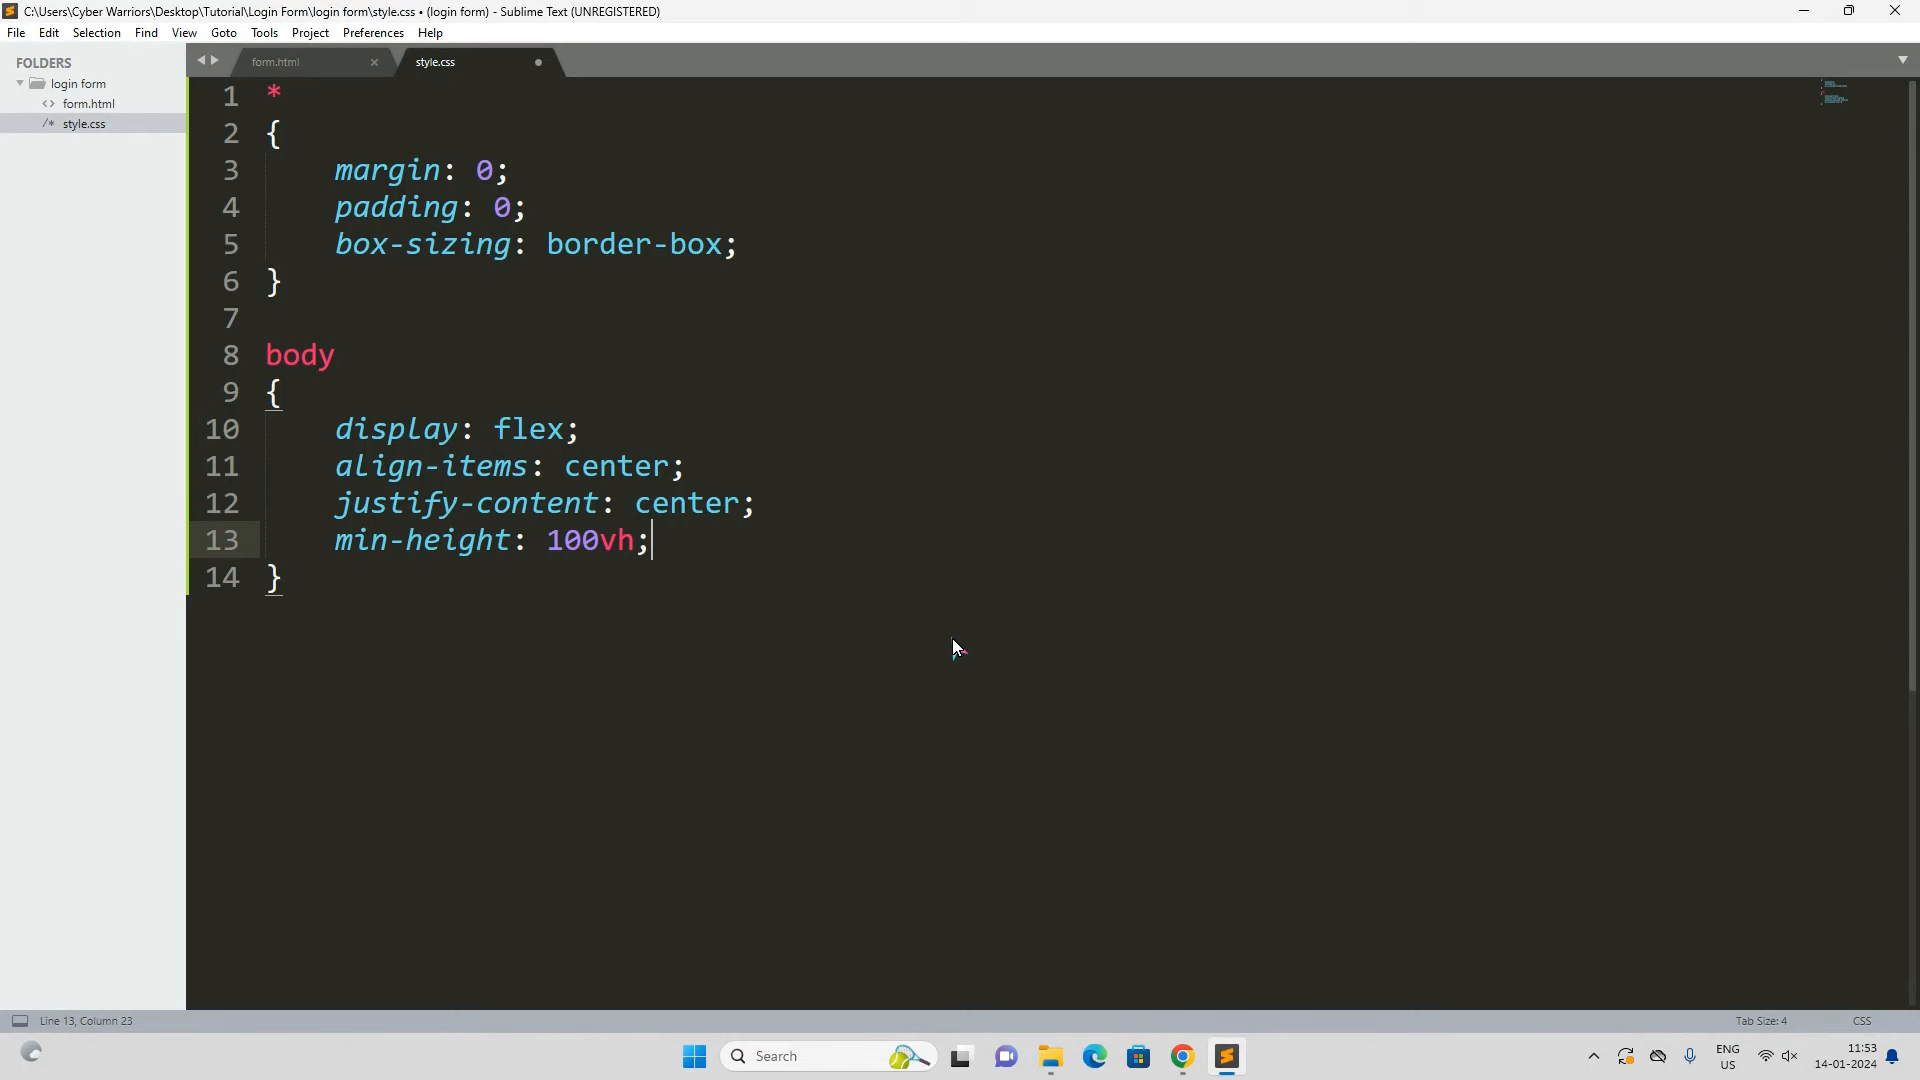 C:\Users\Cyber Warriors\Desktop\Tutorial\Login Form\login form\style.css • (login form) - Sublime Text (UNREGISTERED)
File Edit Selection Find View Goto Tools Project Preferences Help
FOLDERS
login form
<> form.html
/* style.css
form.html
style.css
1 *
2 {
3 margin: 0;
4 padding: 0;
5 box-sizing: border-box;
6 }
7
8 body
9 {
10 display: flex;
11 align-items: center;
12 justify-content: center;
13 min-height: 100vh;
14 }
Line 13, Column 23
Tab Size: 4
CSS
Search
ENG
US
11:53
14-01-2024